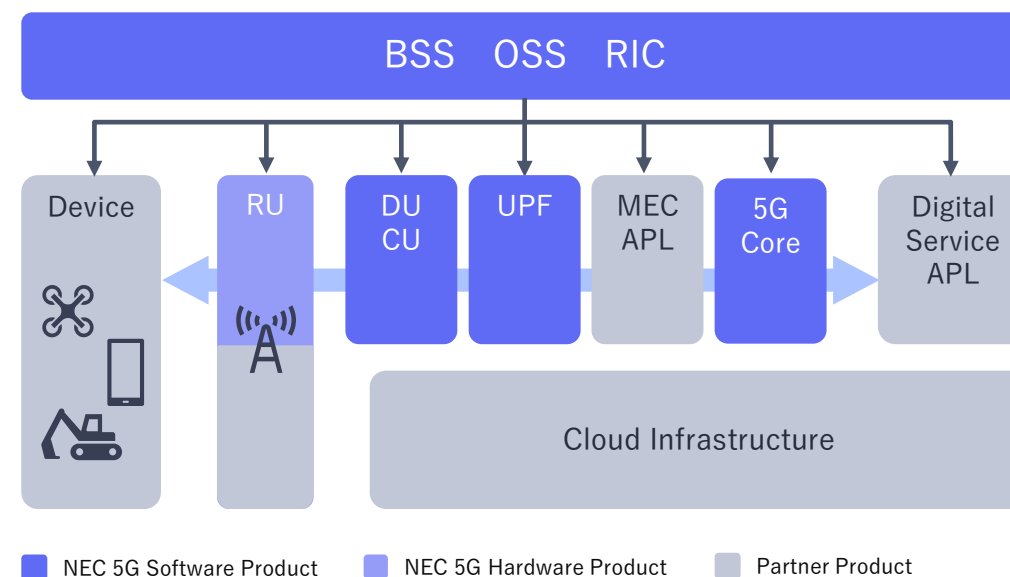 BSS OSS RIC
Device
RU
DU
CU
UPF
MEC
APL
5G
Core
Digital
Service
APL
Cloud Infrastructure
NEC 5G Software Product
NEC 5G Hardware Product
Partner Product